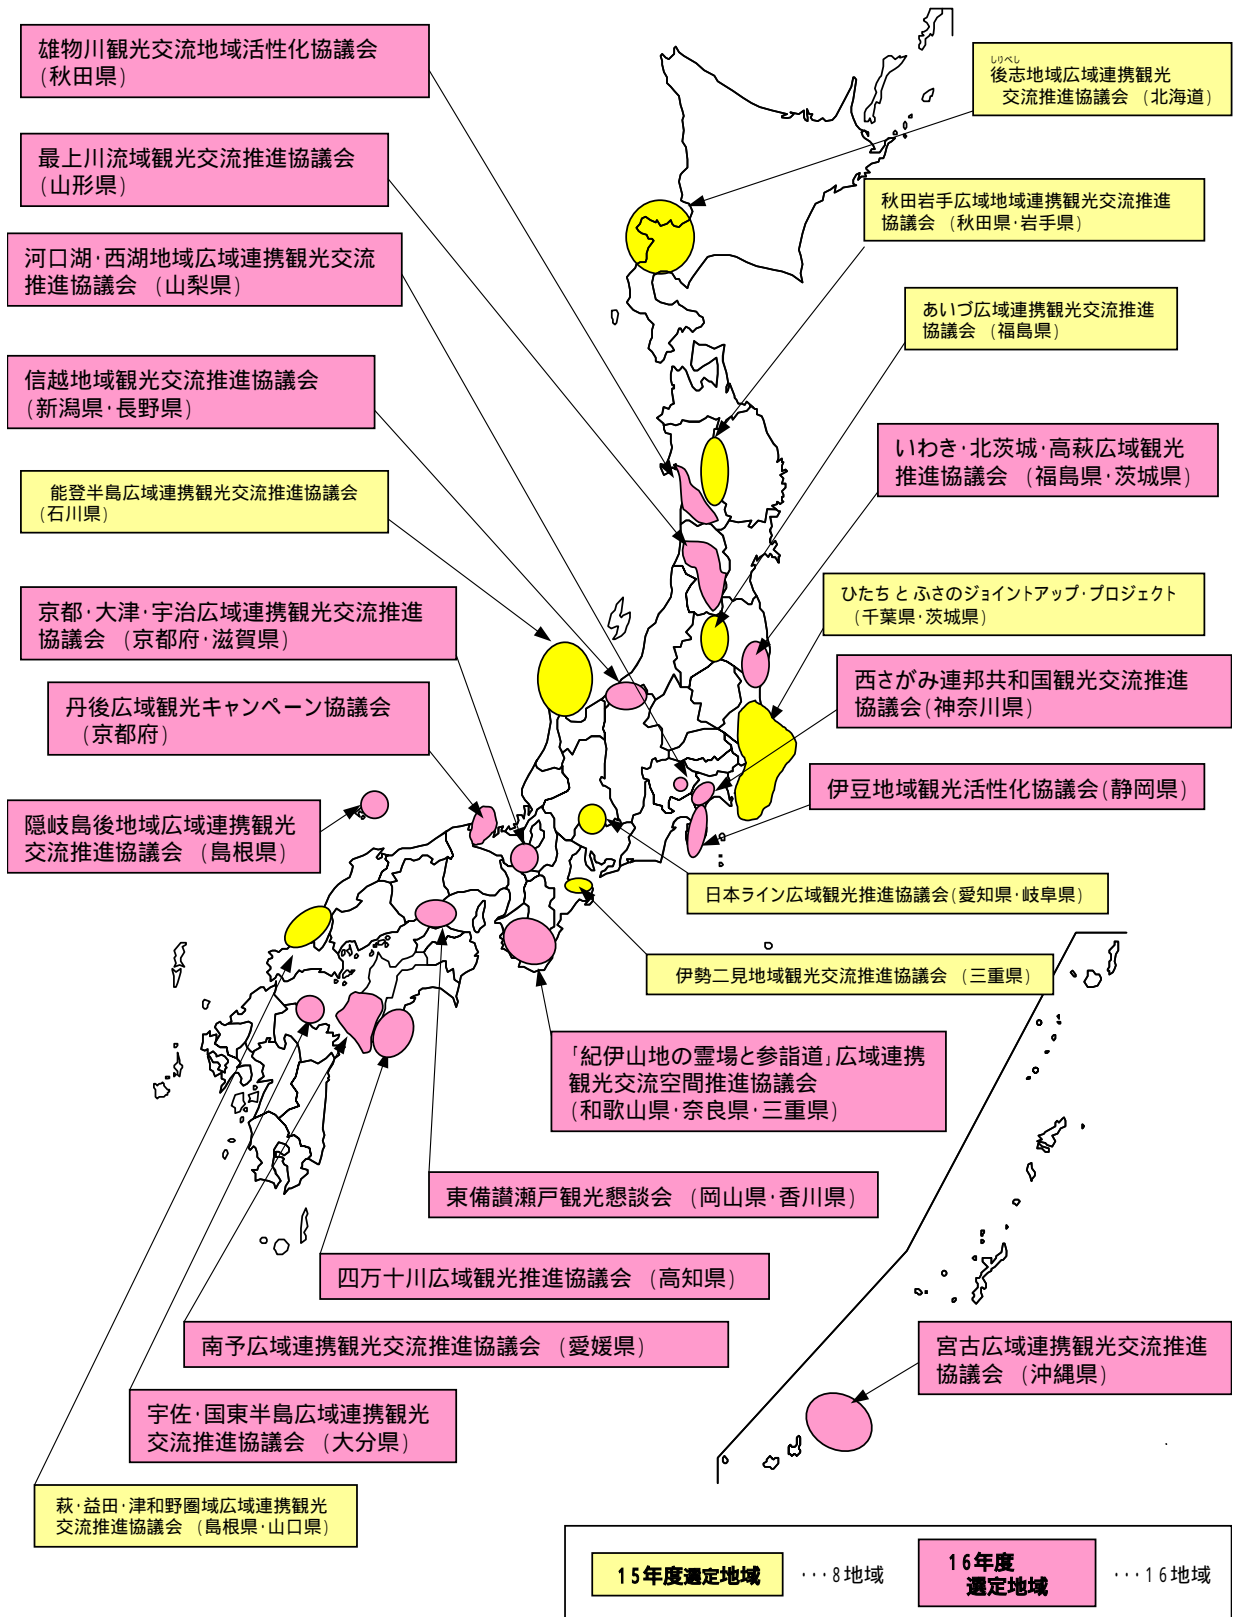 雄物川観光交流地域活性化協議会
(秋田県)
最上川流域観光交流推進協議会
(山形県)
河口湖・西湖地域広域連携観光交流
推進協議会 (山梨県)
信越地域観光交流推進協議会
(新潟県・長野県)
能登半島広域連携観光交流推進協議会
(石川県)
京都・大津・宇治広域連携観光交流推進
協議会 (京都府・滋賀県)
丹後広域観光キャンペーン協議会
(京都府)
隠岐島後地域広域連携観光
交流推進協議会 (島根県)
しりべし
後志地域広域連携観光
交流推進協議会 (北海道)
秋田岩手広域地域連携観光交流推進
協議会 (秋田県・岩手県)
あいづ広域連携観光交流推進
協議会 (福島県)
いわき・北茨城・高萩広域観光
推進協議会 (福島県・茨城県)
ひたち と ふさのジョイントアップ・プロジェクト
(千葉県・茨城県)
西さがみ連邦共和国観光交流推進
協議会(神奈川県)
伊豆地域観光活性化協議会(静岡県)
日本ライン広域観光推進協議会(愛知県・岐阜県)
伊勢二見地域観光交流推進協議会 (三重県)
「紀伊山地の霊場と参詣道」広域連携
観光交流空間推進協議会
(和歌山県・奈良県・三重県)
東備讃瀬戸観光懇談会 (岡山県・香川県)
四万十川広域観光推進協議会 (高知県)
南予広域連携観光交流推進協議会 (愛媛県)
宇佐・国東半島広域連携観光
交流推進協議会 (大分県)
萩・益田・津和野圏域広域連携観光
交流推進協議会 (島根県・山口県)
宮古広域連携観光交流推進
協議会 (沖縄県)
15年度選定地域 ・・・8地域
16年度
選定地域 ・・・16地域